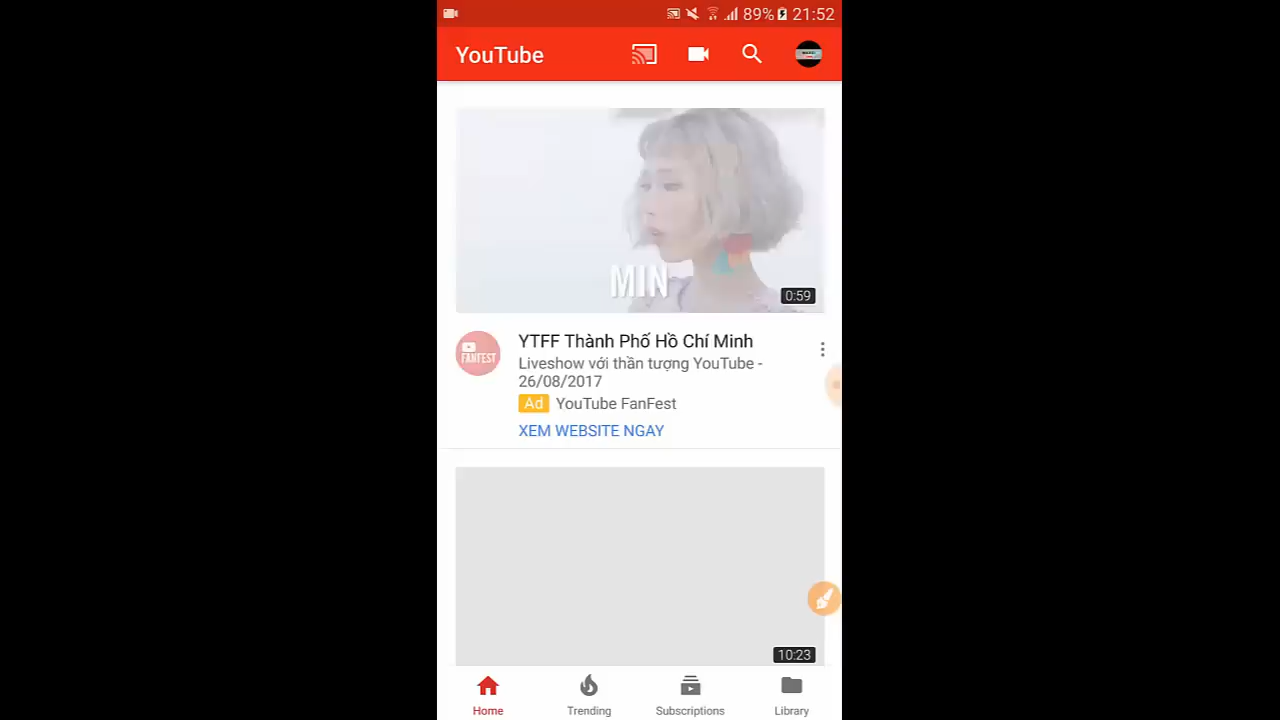 89% 21:52
YouTube
MIN
0:59
FANFEST
YTFF Thành Phố Hồ Chí Minh
Liveshow với thần tượng YouTube -
26/08/2017
Ad YouTube FanFest
XEM WEBSITE NGAY
10:23
Home Trending Subscriptions Library